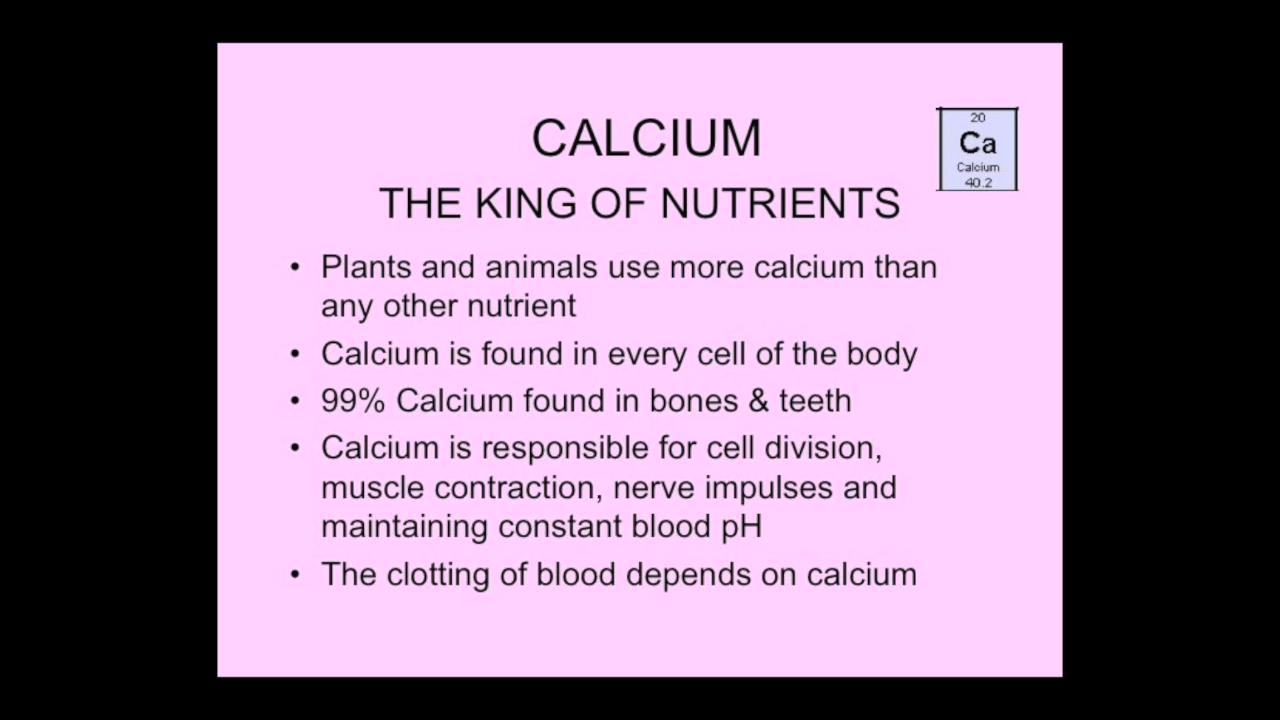 CALCIUM
THE KING OF NUTRIENTS
20
Ca
Calcium
40.2
• Plants and animals use more calcium than
any other nutrient
• Calcium is found in every cell of the body
• 99% Calcium found in bones & teeth
• Calcium is responsible for cell division,
muscle contraction, nerve impulses and
maintaining constant blood pH
• The clotting of blood depends on calcium